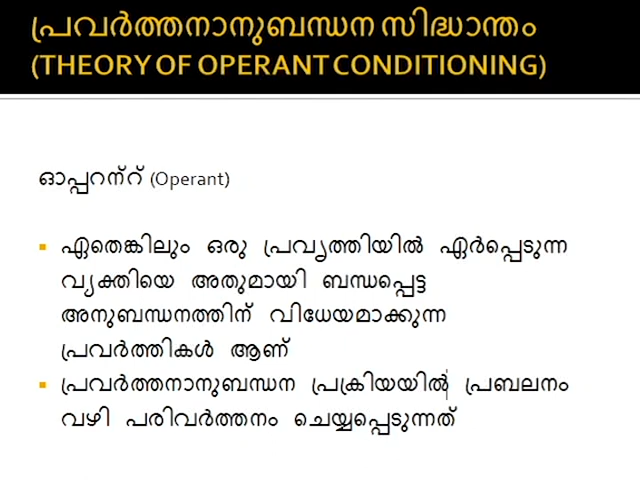 പ്രവർത്തനാനുബന്ധന സിദ്ധാന്തം
(THEORY OF OPERANT CONDITIONING)
ഓപ്പറന്റ് (Operant)
▪ ഏതെങ്കിലും ഒരു പ്രവൃത്തിയിൽ ഏർപ്പെടുന്ന
വ്യക്തിയെ അതുമായി ബന്ധപ്പെട്ട
അനുബന്ധനത്തിന് വിധേയമാക്കുന്ന
പ്രവർത്തികൾ ആണ്
▪ പ്രവർത്തനാനുബന്ധന പ്രക്രിയയിൽ പ്രബലനം
വഴി പരിവർത്തനം ചെയ്യപ്പെടുന്നത്